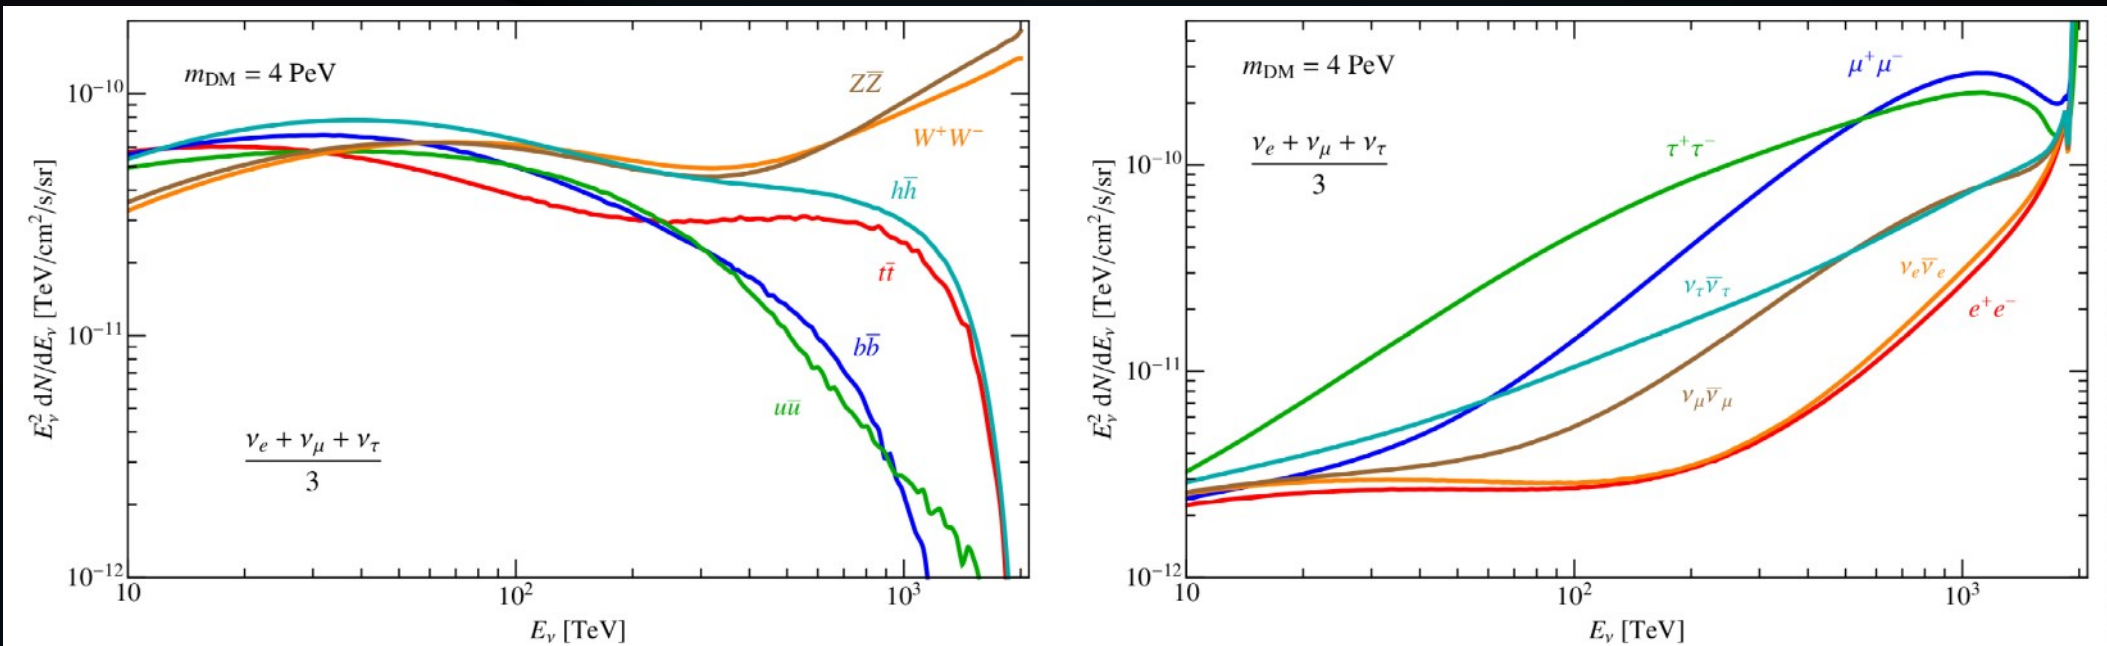 m_DM = 4 PeV
ZZ̅
W⁺W⁻
hh̅
tt̅
bb̅
uu̅
ν_e + ν_μ + ν_τ
3
10⁻¹⁰
10⁻¹¹
10⁻¹²
E_ν² dN/dE_ν [TeV/cm²/s/sr]
10
10²
10³
E_ν [TeV]
m_DM = 4 PeV
ν_e + ν_μ + ν_τ
3
μ⁺μ⁻
τ⁺τ⁻
ν_τν̅_τ
ν_eν̅_e
e⁺e⁻
ν_μν̅_μ
10⁻¹⁰
10⁻¹¹
10⁻¹²
E_ν² dN/dE_ν [TeV/cm²/s/sr]
10
10²
10³
E_ν [TeV]